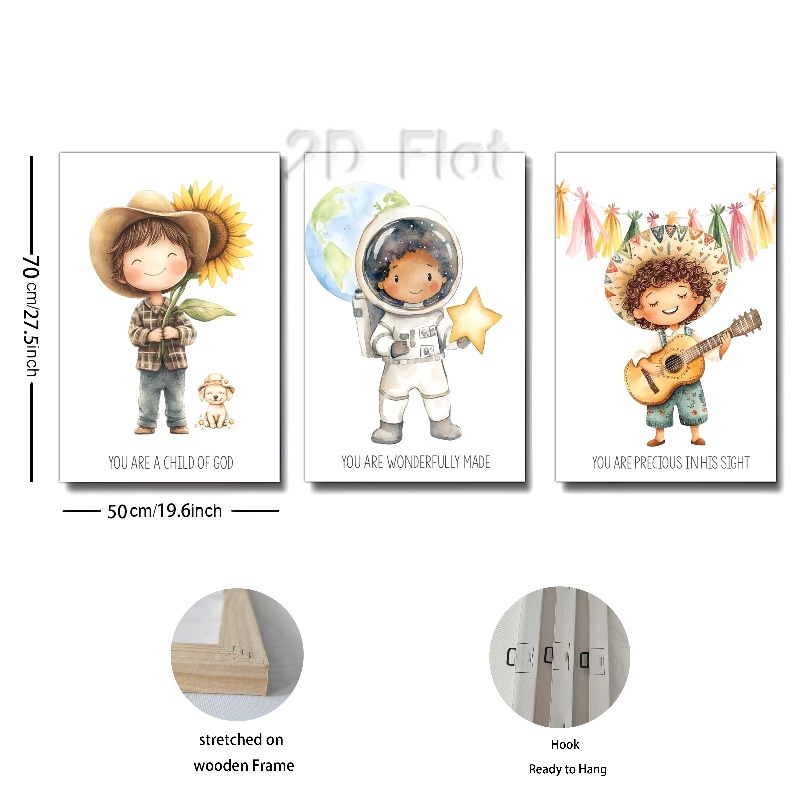 2D Flat
70 cm/27.5inch
YOU ARE A CHILD OF GOD
YOU ARE WONDERFULLY MADE
YOU ARE PRECIOUS IN HIS SIGHT
50 cm/19.6inch
stretched on
wooden Frame
Hook
Ready to Hang